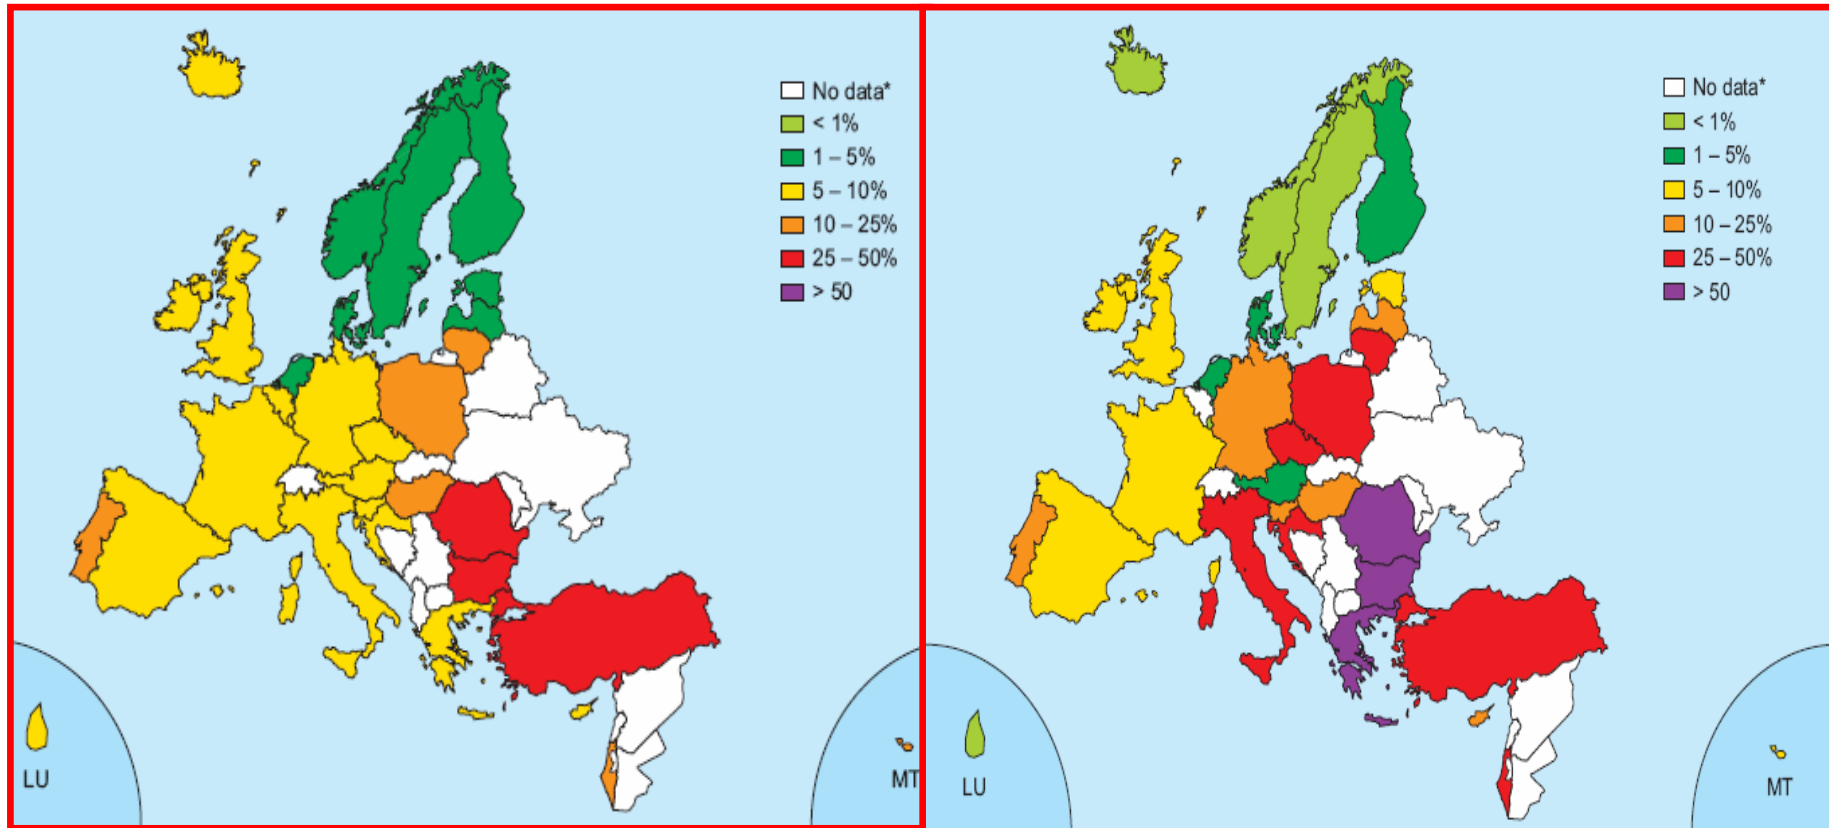 No data*
< 1%
1 – 5%
5 – 10%
10 – 25%
25 – 50%
> 50
LU
MT
No data*
< 1%
1 – 5%
5 – 10%
10 – 25%
25 – 50%
> 50
LU
MT